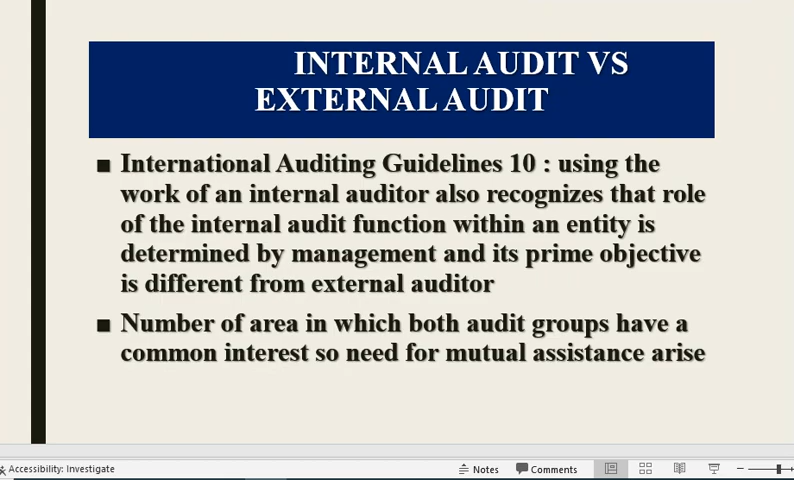 INTERNAL AUDIT VS
EXTERNAL AUDIT
■ International Auditing Guidelines 10 : using the
work of an internal auditor also recognizes that role
of the internal audit function within an entity is
determined by management and its prime objective
is different from external auditor
■ Number of area in which both audit groups have a
common interest so need for mutual assistance arise
Accessibility: Investigate
Notes
Comments